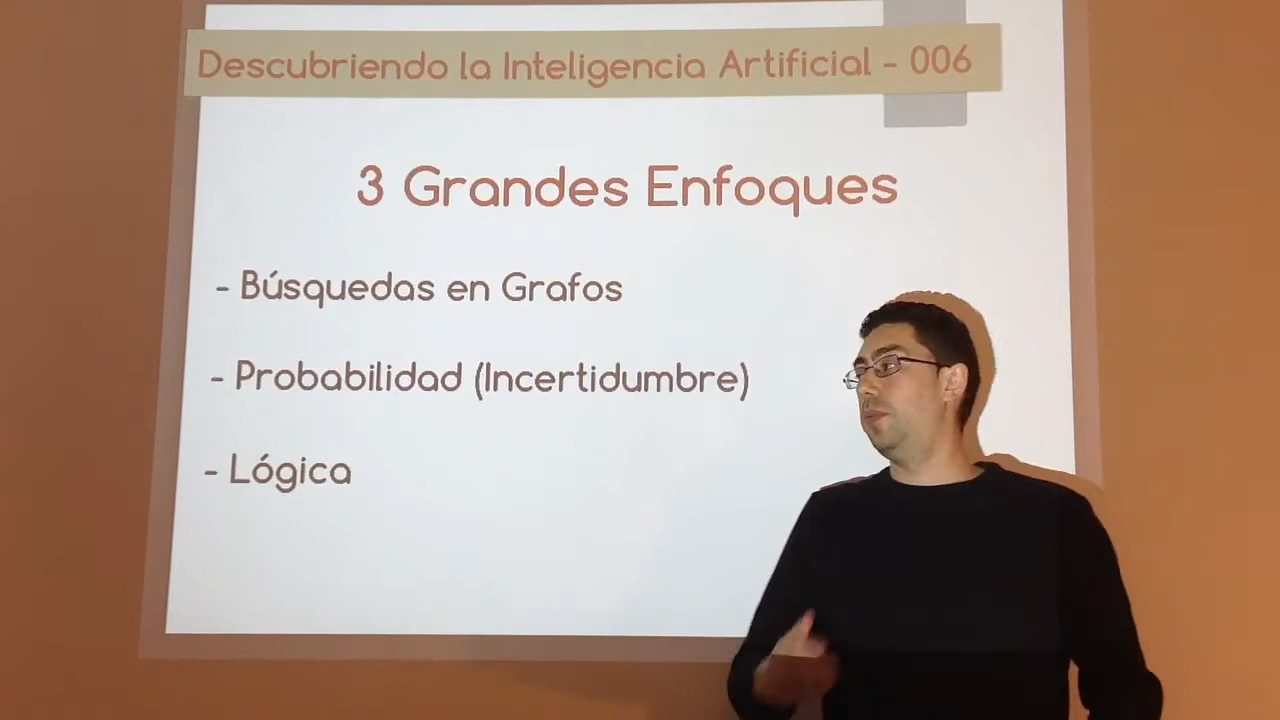 Descubriendo la Inteligencia Artificial - 006
3 Grandes Enfoques
- Búsquedas en Grafos
- Probabilidad (Incertidumbre)
- Lógica